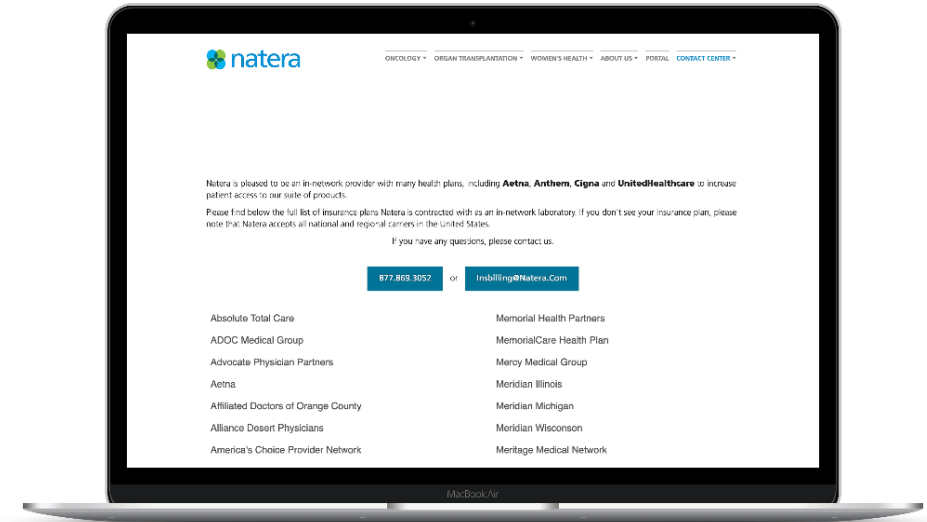 natera
ONCOLOGY ORGAN TRANSPLANTATION WOMEN'S HEALTH ABOUT US PORTAL CONTACT CENTER
Natera is pleased to be an in-network provider with many health plans, including Aetna, Anthem, Cigna and UnitedHealthcare to increase
patient access to our suite of products.
Please find below the full list of insurance plans Natera is contracted with as an in-network laboratory. If you don't see your insurance plan, please
note that Natera accepts all national and regional carriers in the United States.
If you have any questions, please contact us.
877.869.3052 or Insbilling@Natera.Com
Absolute Total Care
ADOC Medical Group
Advocate Physician Partners
Aetna
Affiliated Doctors of Orange County
Alliance Desert Physicians
America's Choice Provider Network
Memorial Health Partners
MemorialCare Health Plan
Mercy Medical Group
Meridian Illinois
Meridian Michigan
Meridian Wisconson
Meritage Medical Network
MacBook Air